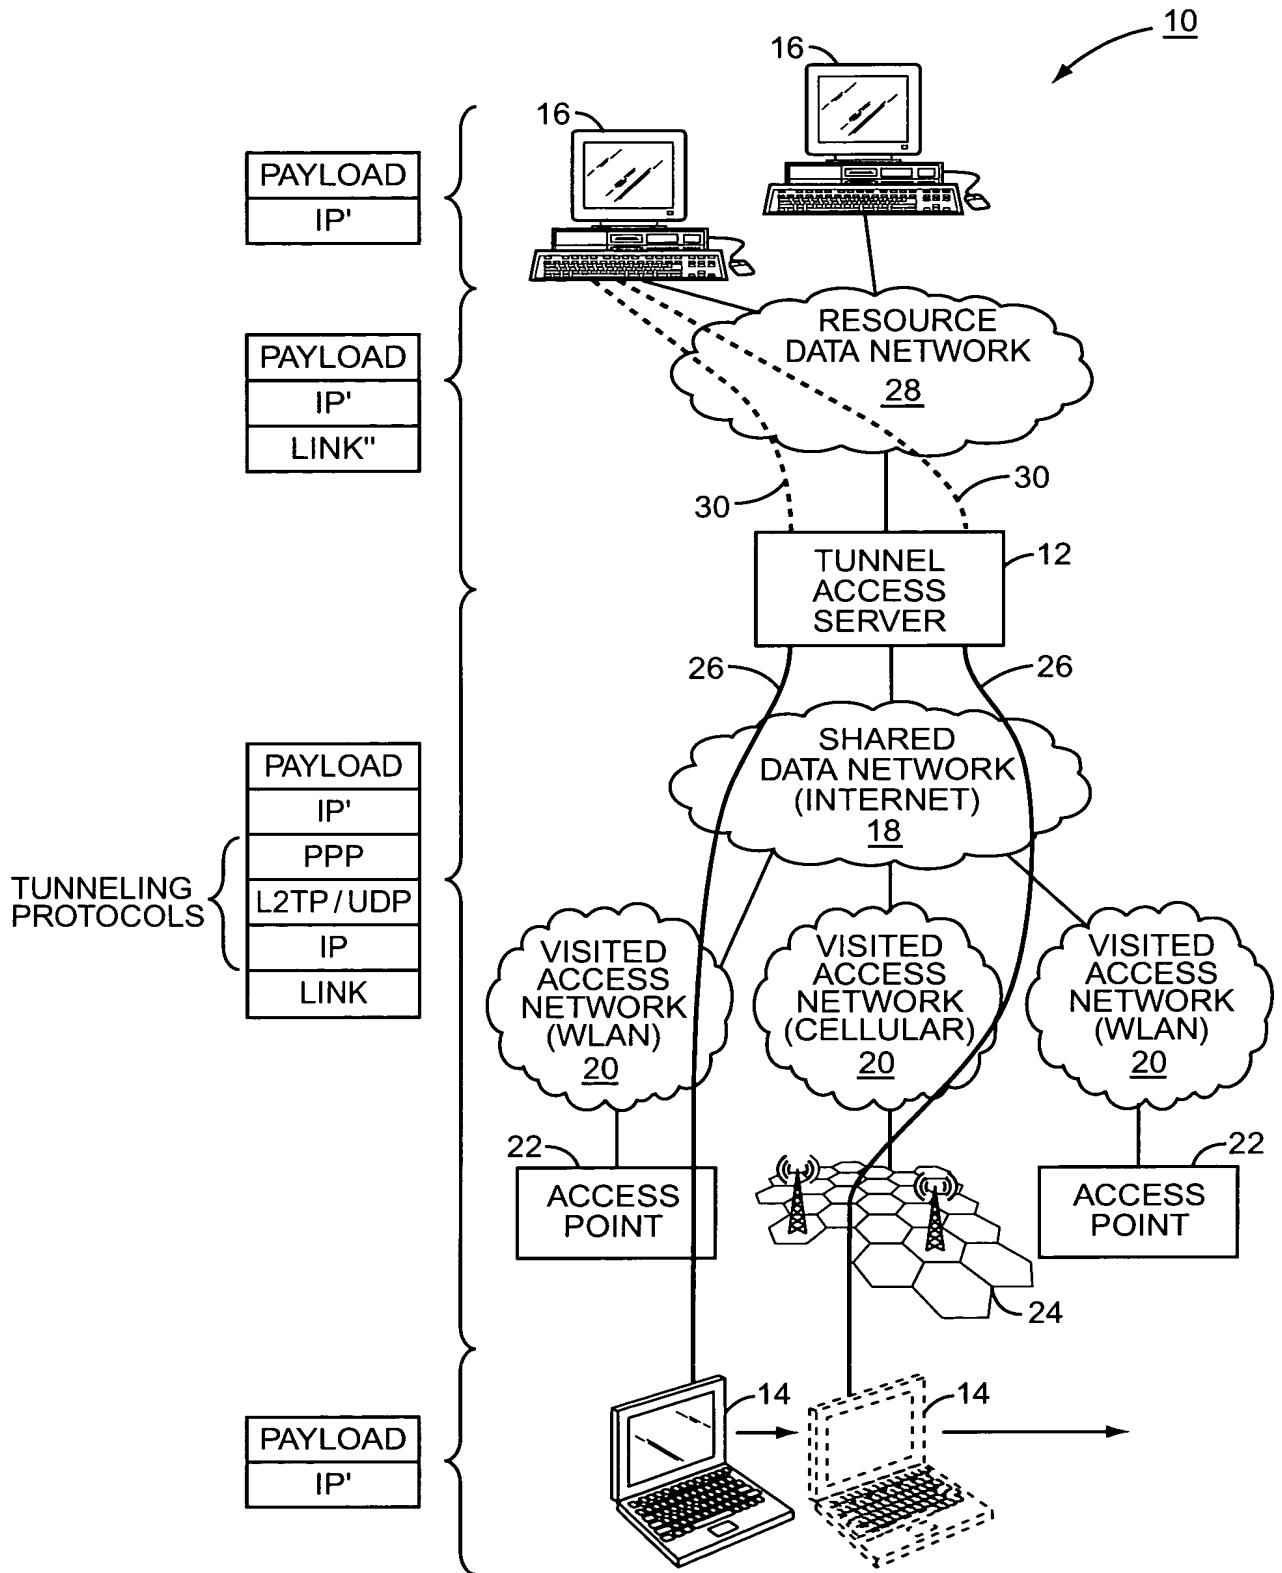 10
16
16
PAYLOAD
IP'
RESOURCE
DATA NETWORK
28
PAYLOAD
IP'
LINK"
30
30
TUNNEL
ACCESS
SERVER
12
26
26
SHARED
DATA NETWORK
(INTERNET)
18
PAYLOAD
IP'
PPP
L2TP / UDP
IP
LINK
TUNNELING
PROTOCOLS
VISITED
ACCESS
NETWORK
(WLAN)
20
VISITED
ACCESS
NETWORK
(CELLULAR)
20
VISITED
ACCESS
NETWORK
(WLAN)
20
22
ACCESS
POINT
22
ACCESS
POINT
24
14
14
PAYLOAD
IP'